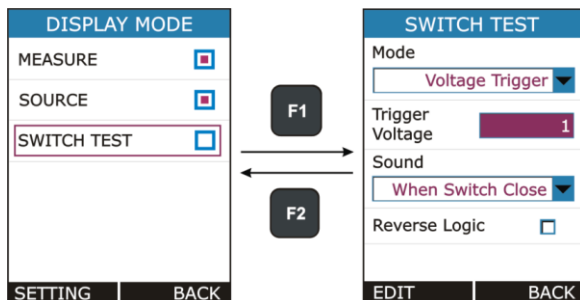 DISPLAY MODE
MEASURE
SOURCE
SWITCH TEST
SETTING BACK
F1
F2
SWITCH TEST
Mode
Voltage Trigger
Trigger
Voltage
1
Sound
When Switch Close
Reverse Logic
EDIT BACK